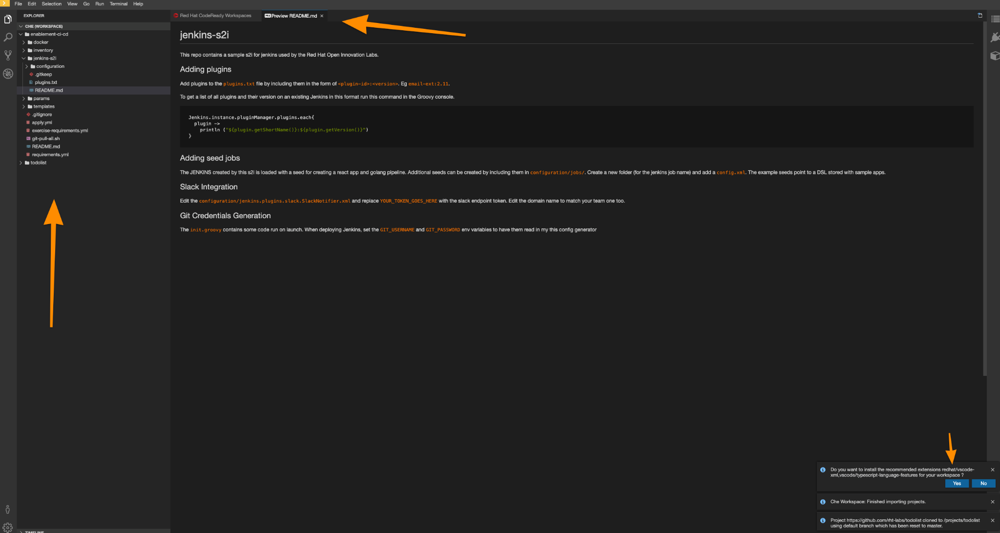 File Edit Selection View Go Run Terminal Help
EXPLORER
CHE (WORKSPACE)
enablement-ci-cd
docker
inventory
jenkins-s2i
configuration
.gitkeep
plugins.txt
README.md
params
templates
.gitignore
apply.yml
exercise-requirements.yml
git-pull-all.sh
README.md
requirements.yml
todolist
TIMELINE
Red Hat CodeReady Workspaces
Preview README.md
jenkins-s2i
This repo contains a sample s2i for jenkins used by the Red Hat Open Innovation Labs.
Adding plugins
Add plugins to the plugins.txt file by including them in the form of <plugin-id>:<version>. Eg email-ext:2.11.
To get a list of all plugins and their version on an existing Jenkins in this format run this command in the Groovy console.
Jenkins.instance.pluginManager.plugins.each{
  plugin ->
    println ("${plugin.getShortName()}:${plugin.getVersion()}")
}
Adding seed jobs
The JENKINS created by this s2i is loaded with a seed for creating a react app and golang pipeline. Additional seeds can be created by including them in configuration/jobs/. Create a new folder (for the jenkins job name) and add a config.xml. The example seeds point to a DSL stored with sample apps.
Slack Integration
Edit the configuration/jenkins.plugins.slack.SlackNotifier.xml and replace YOUR_TOKEN_GOES_HERE with the slack endpoint token. Edit the domain name to match your team one too.
Git Credentials Generation
The init.groovy contains some code run on launch. When deploying Jenkins, set the GIT_USERNAME and GIT_PASSWORD env variables to have them read in my this config generator
Do you want to install the recommended extensions redhat/vscode-
xml,vscode/typescript-language-features for your workspace ?
Yes No
Che Workspace: Finished importing projects.
Project https://github.com/rht-labs/todolist cloned to /projects/todolist
using default branch which has been reset to master.